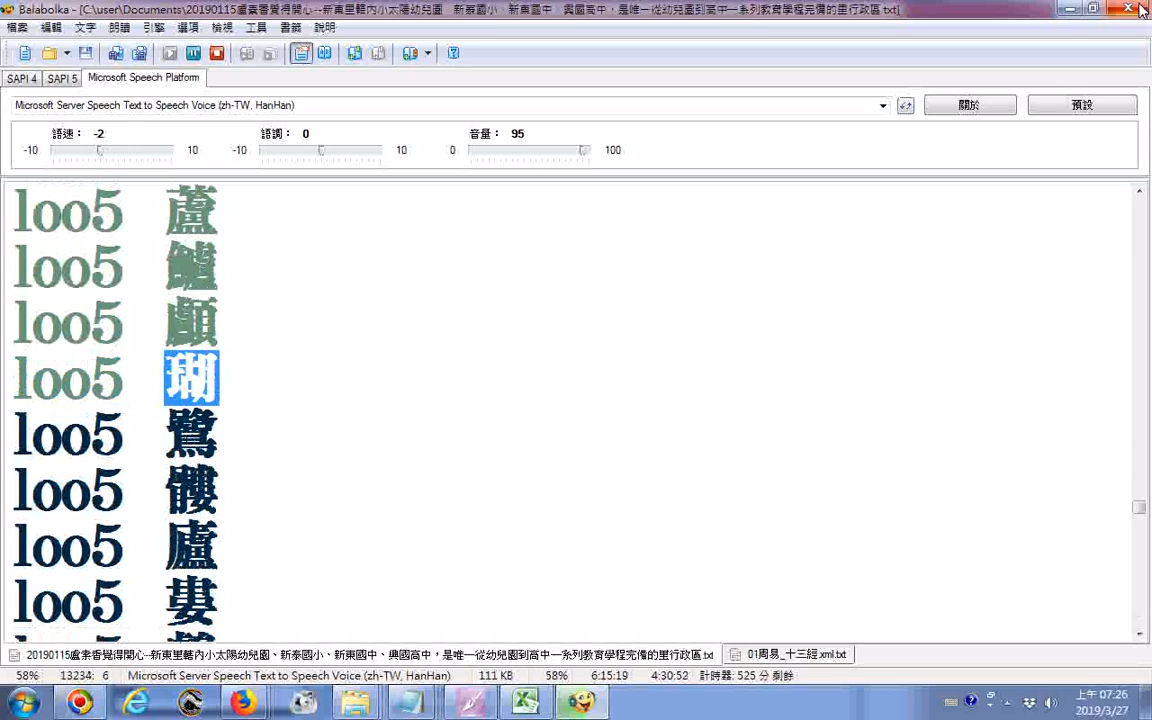 Balabolka - [C:\user\Documents\20190115盧素香覺得開心--新東里轄內小太陽幼兒園、新泰國小、新東國中、興國高中，是唯一從幼兒園到高中一系列教育學程完備的里行政區.txt]
檔案 編輯 文字 朗讀 引擎 選項 檢視 工具 書籤 說明
SAPI 4 SAPI 5 Microsoft Speech Platform
Microsoft Server Speech Text to Speech Voice (zh-TW, HanHan) 關於 預設
語速： -2 語調： 0 音量： 95
-10 10 -10 10 0 100
loo5 蘆
loo5 鱸
loo5 顱
loo5 瑚
loo5 鷺
loo5 髏
loo5 廬
loo5 婁
loo5
20190115盧素香覺得開心--新東里轄內小太陽幼兒園、新泰國小、新東國中、興國高中，是唯一從幼兒園到高中一系列教育學程完備的里行政區.txt 01周易_十三經.xml.txt
58% 13234: 6 Microsoft Server Speech Text to Speech Voice (zh-TW, HanHan) 111 KB 58% 6:15:19 4:30:52 計時器: 525 分 剩餘
上午 07:26
2019/3/27